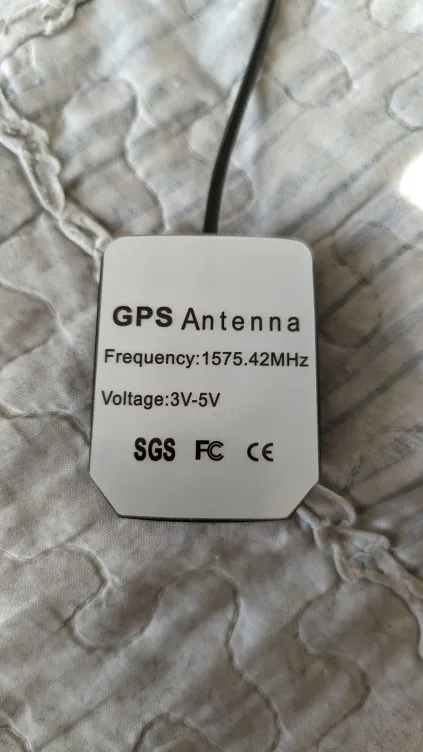 GPS Antenna
Frequency:1575.42MHz
Voltage:3V-5V
SGS FC CE